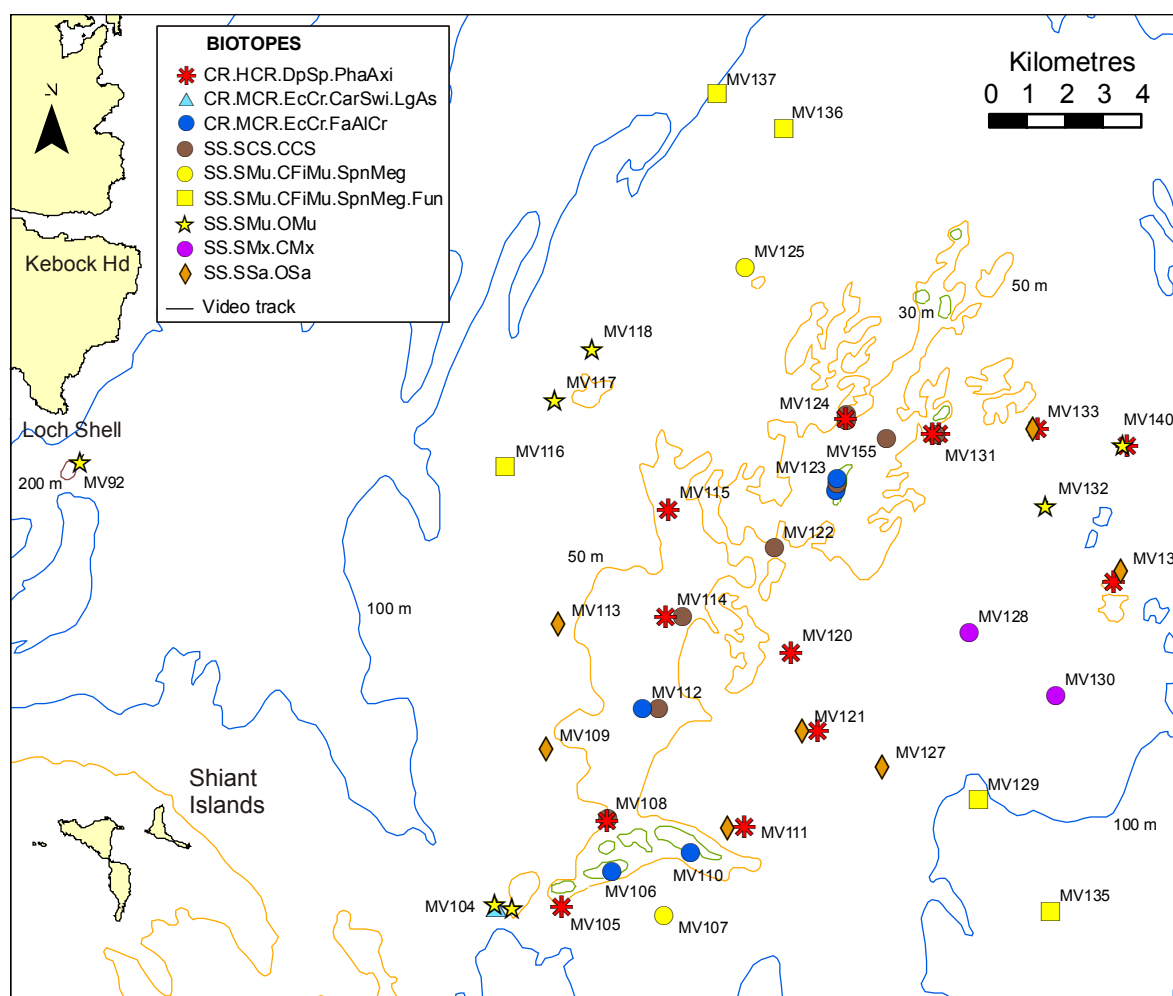 BIOTOPES
CR.HCR.DpSp.PhaAxi
CR.MCR.EcCr.CarSwi.LgAs
CR.MCR.EcCr.FaAlCr
SS.SCS.CCS
SS.SMu.CFiMu.SpnMeg
SS.SMu.CFiMu.SpnMeg.Fun
SS.SMu.OMu
SS.SMx.CMx
SS.SSa.OSa
Video track
Kilometres
0 1 2 3 4
N
MV137
MV136
Kebock Hd
MV125
50 m
30 m
MV118
MV117
MV124
MV133
MV140
Loch Shell
MV116
MV155
MV131
200 m
MV92
MV123
MV115
MV132
MV122
50 m
MV13
100 m
MV113
MV114
MV128
MV120
MV112
MV130
MV121
MV109
MV127
Shiant
Islands
MV129
MV108
MV111
100 m
MV106
MV110
MV104
MV105
MV107
MV135